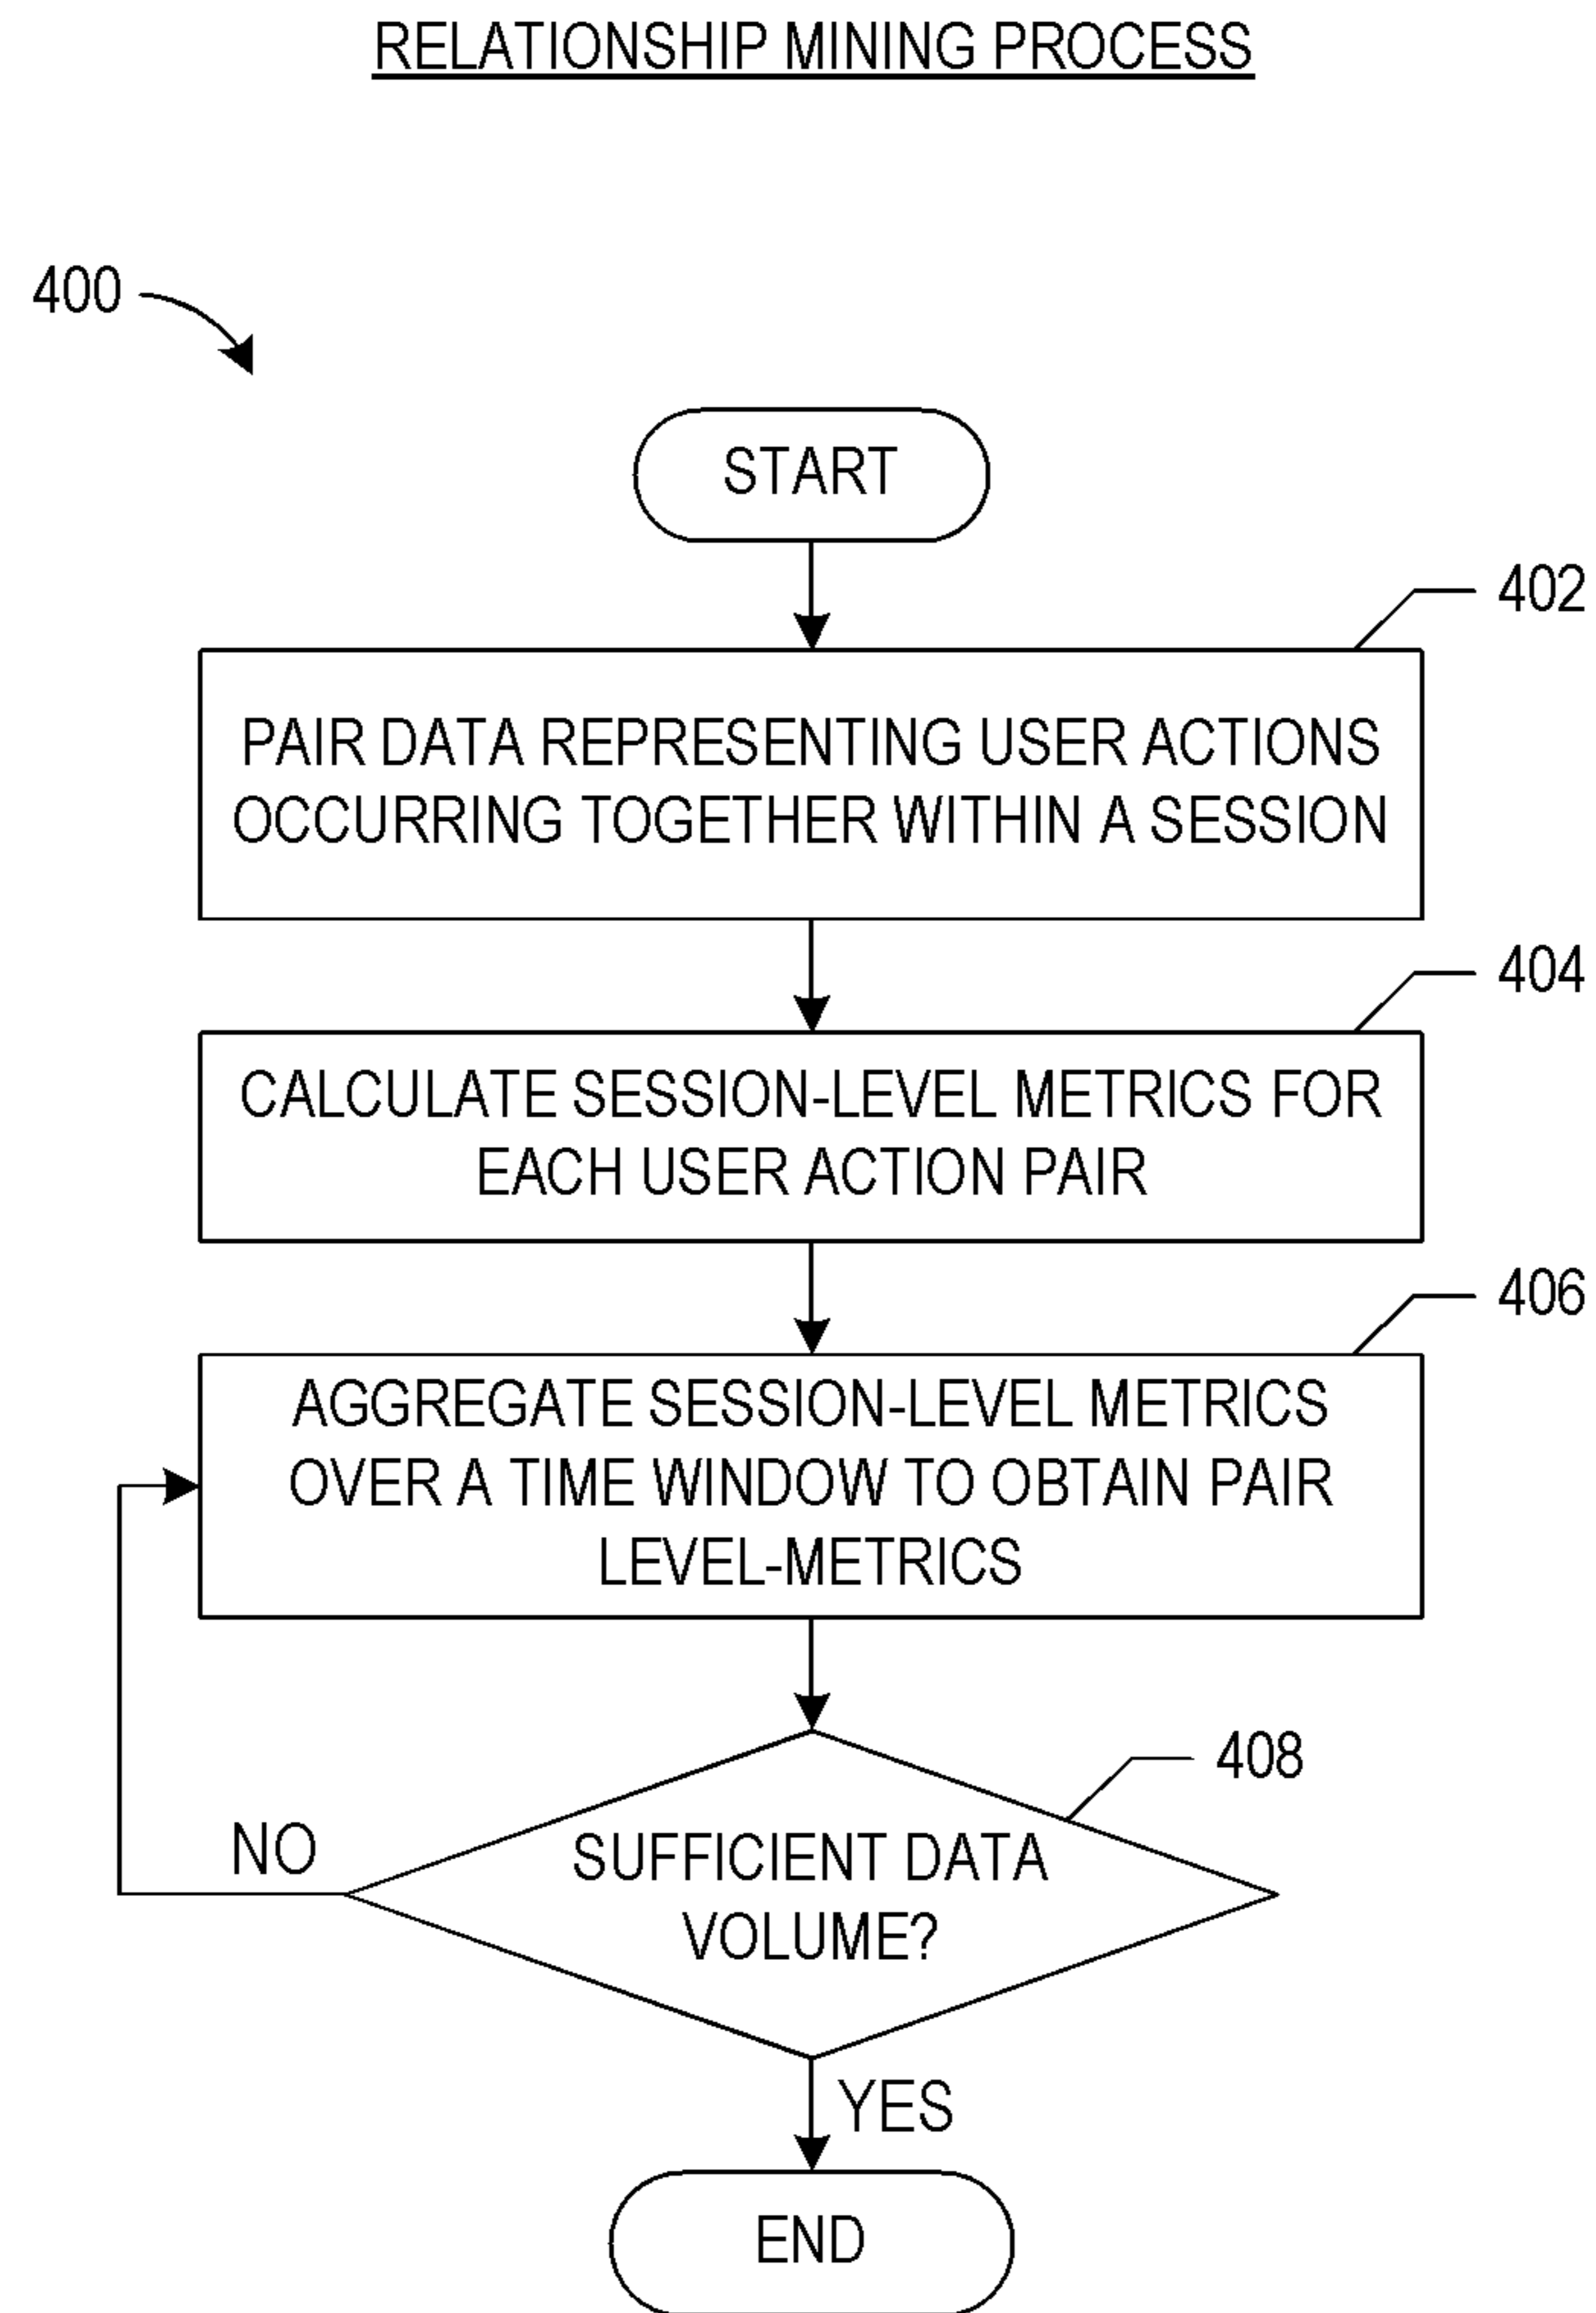 RELATIONSHIP MINING PROCESS
400
START
402
PAIR DATA REPRESENTING USER ACTIONS
OCCURRING TOGETHER WITHIN A SESSION
404
CALCULATE SESSION-LEVEL METRICS FOR
EACH USER ACTION PAIR
406
AGGREGATE SESSION-LEVEL METRICS
OVER A TIME WINDOW TO OBTAIN PAIR
LEVEL-METRICS
408
SUFFICIENT DATA
VOLUME?
NO
YES
END